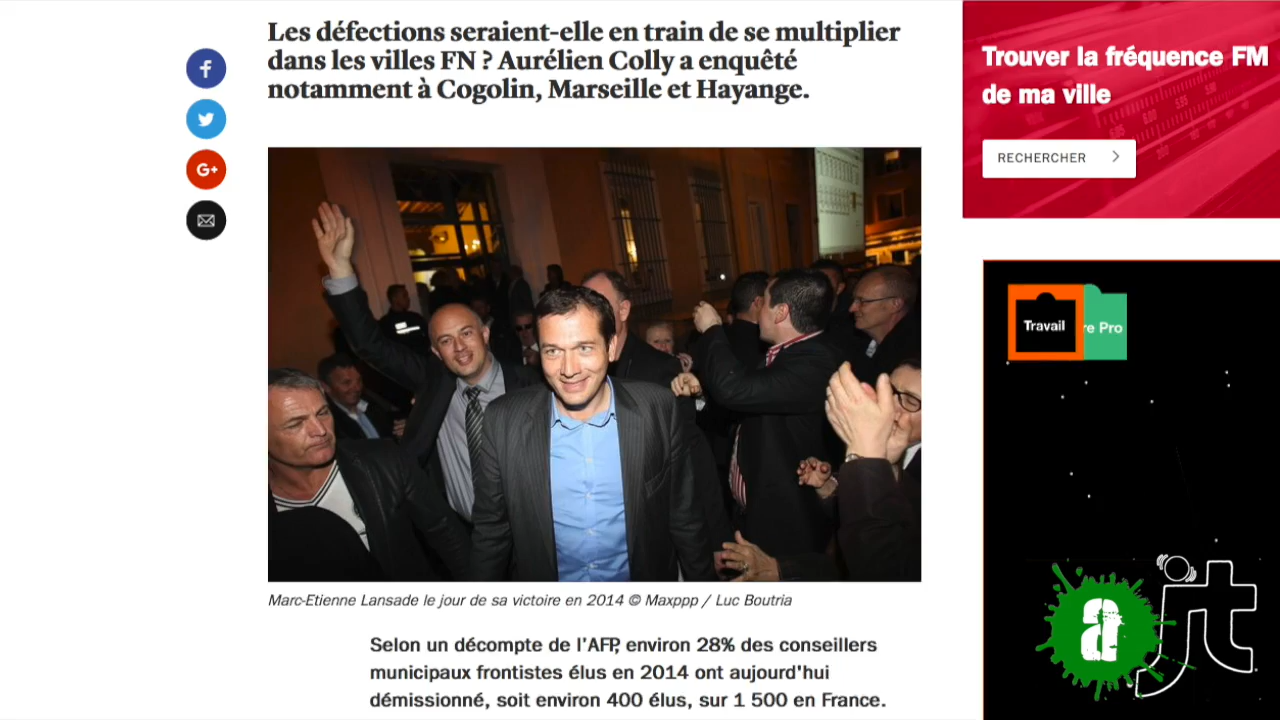 Les défections seraient-elle en train de se multiplier
dans les villes FN ? Aurélien Colly a enquêté
notamment à Cogolin, Marseille et Hayange.
Marc-Etienne Lansade le jour de sa victoire en 2014 © Maxppp / Luc Boutria
Selon un décompte de l'AFP, environ 28% des conseillers
municipaux frontistes élus en 2014 ont aujourd'hui
démissionné, soit environ 400 élus, sur 1 500 en France.
Trouver la fréquence FM
de ma ville
RECHERCHER
Travail
re Pro
a jt
f
G+